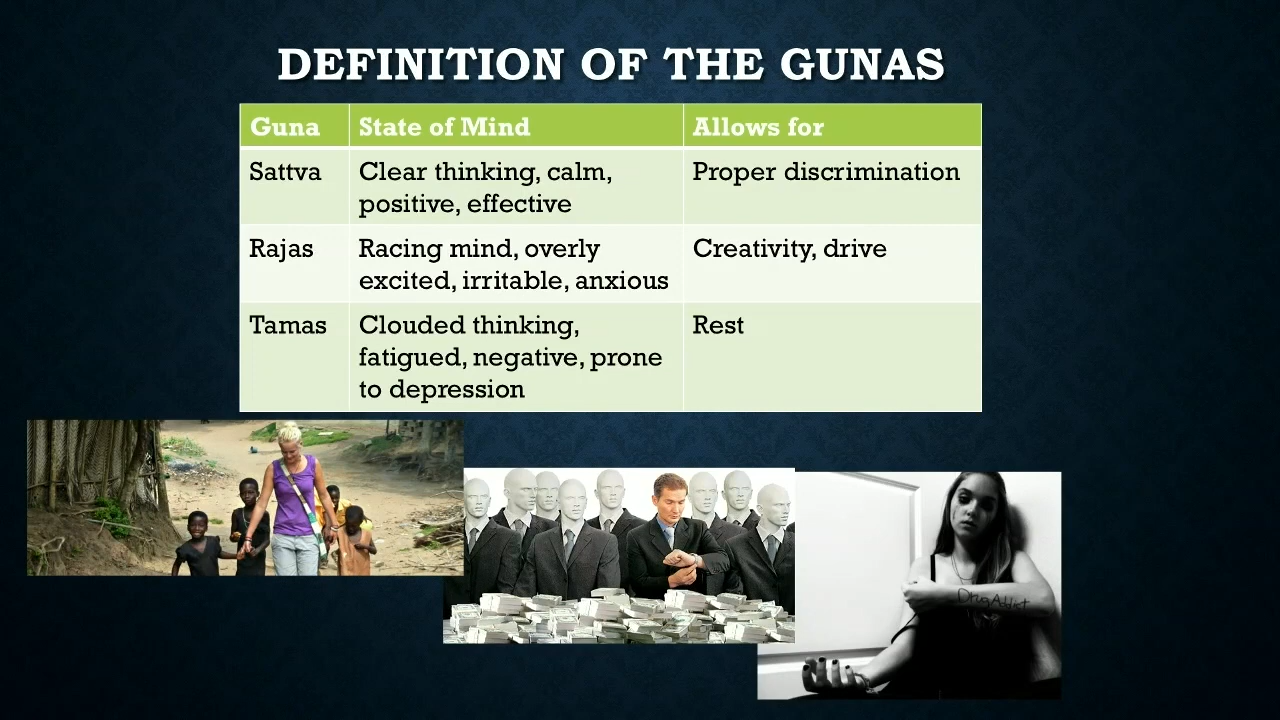 DEFINITION OF THE GUNAS
Guna State of Mind Allows for
Sattva Clear thinking, calm, Proper discrimination
positive, effective
Rajas Racing mind, overly Creativity, drive
excited, irritable, anxious
Tamas Clouded thinking, Rest
fatigued, negative, prone
to depression
Drug Addict